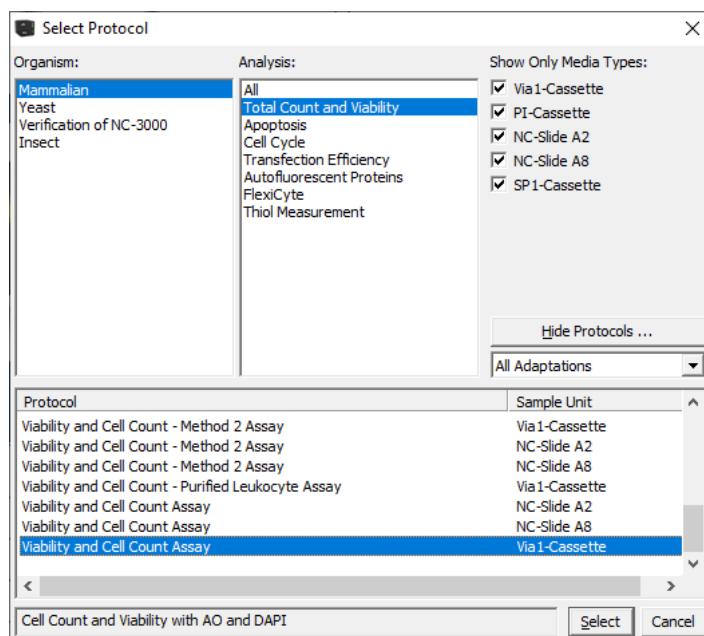 Select Protocol
Organism:
Mammalian
Yeast
Verification of NC-3000
Insect
Analysis:
All
Total Count and Viability
Apoptosis
Cell Cycle
Transfection Efficiency
Autofluorescent Proteins
FlexiCyte
Thiol Measurement
Show Only Media Types:
Via1-Cassette
PI-Cassette
NC-Slide A2
NC-Slide A8
SP1-Cassette
Hide Protocols ...
All Adaptations
Protocol Sample Unit
Viability and Cell Count - Method 2 Assay Via1-Cassette
Viability and Cell Count - Method 2 Assay NC-Slide A2
Viability and Cell Count - Method 2 Assay NC-Slide A8
Viability and Cell Count - Purified Leukocyte Assay Via1-Cassette
Viability and Cell Count Assay NC-Slide A2
Viability and Cell Count Assay NC-Slide A8
Viability and Cell Count Assay Via1-Cassette
Cell Count and Viability with AO and DAPI
Select
Cancel